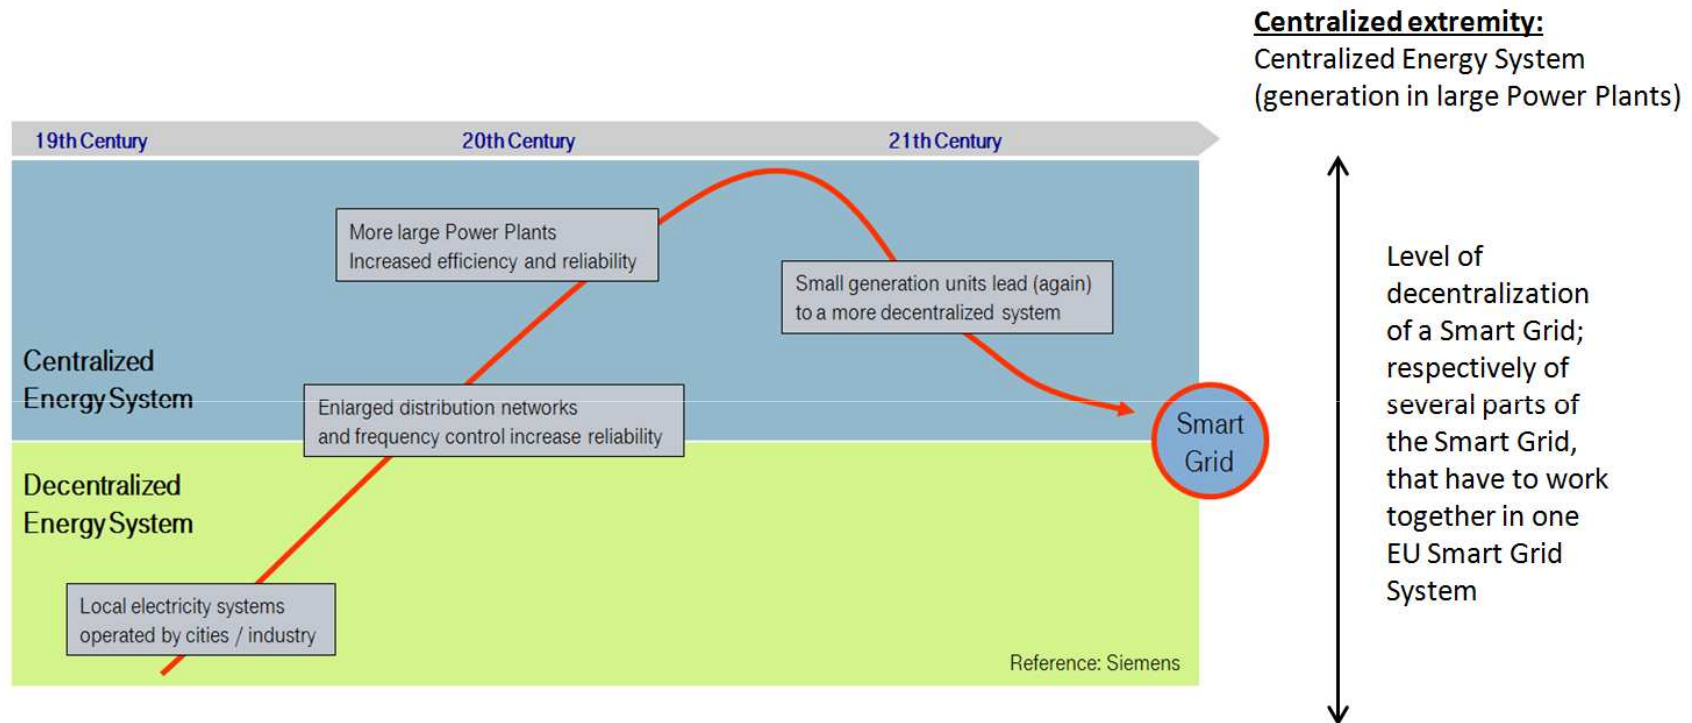 Centralized extremity:
Centralized Energy System
(generation in large Power Plants)
19th Century
20th Century
21th Century
More large Power Plants
Increased efficiency and reliability
Small generation units lead (again)
to a more decentralized system
Centralized
Energy System
Enlarged distribution networks
and frequency control increase reliability
Smart
Grid
Decentralized
Energy System
Local electricity systems
operated by cities / industry
Reference: Siemens
Level of
decentralization
of a Smart Grid;
respectively of
several parts of
the Smart Grid,
that have to work
together in one
EU Smart Grid
System